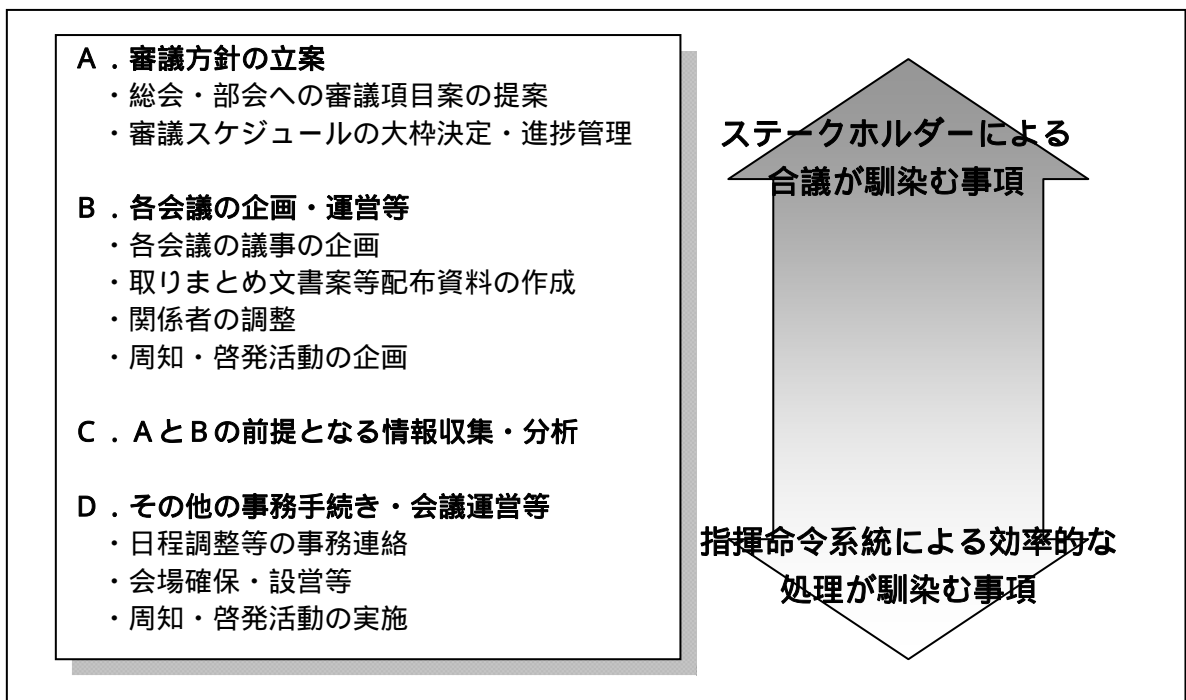 Ａ．審議方針の立案
・総会・部会への審議項目案の提案
・審議スケジュールの大枠決定・進捗管理
Ｂ．各会議の企画・運営等
・各会議の議事の企画
・取りまとめ文書案等配布資料の作成
・関係者の調整
・周知・啓発活動の企画
Ｃ．ＡとＢの前提となる情報収集・分析
Ｄ．その他の事務手続き・会議運営等
・日程調整等の事務連絡
・会場確保・設営等
・周知・啓発活動の実施
ステークホルダーによる
合議が馴染む事項
指揮命令系統による効率的な
処理が馴染む事項